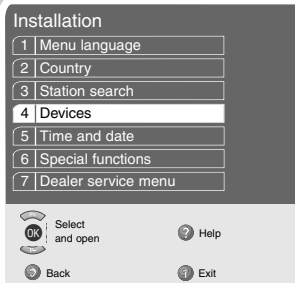 Installation
1 Menu language
2 Country
3 Station search
4 Devices
5 Time and date
6 Special functions
7 Dealer service menu
OK
Select
and open
? Help
Back
i Exit